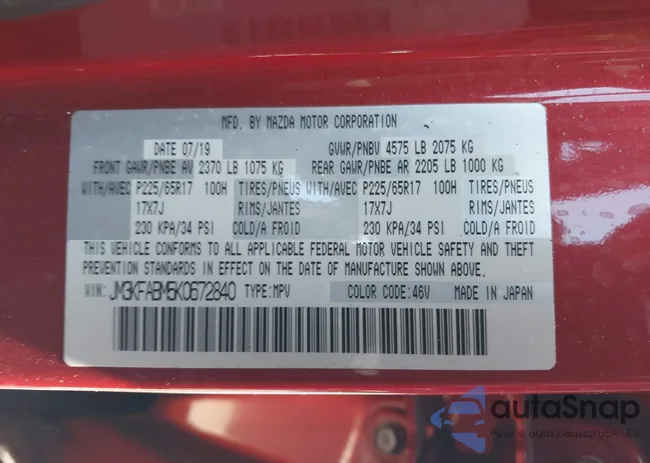 MFD. BY MAZDA MOTOR CORPORATION
DATE 07/19 GVWR/PNBV 4575 LB 2075 KG
FRONT GAWR/PNBE AV 2370 LB 1075 KG REAR GAWR/PNBE AR 2205 LB 1000 KG
WITH/AVEC P225/65R17 100H TIRES/PNEUS WITH/AVEC P225/65R17 100H TIRES/PNEUS
17X7J RIMS/JANTES 17X7J RIMS/JANTES
230 KPA/34 PSI COLD/A FROID 230 KPA/34 PSI COLD/A FROID
THIS VEHICLE CONFORMS TO ALL APPLICABLE FEDERAL MOTOR VEHICLE SAFETY AND THEFT
PREVENTION STANDARDS IN EFFECT ON THE DATE OF MANUFACTURE SHOWN ABOVE.
VIN: JM3KFABM5K0672840 TYPE:MPV COLOR CODE:46V MADE IN JAPAN
autoSnap
Pewne auta z aukcji USA - EU